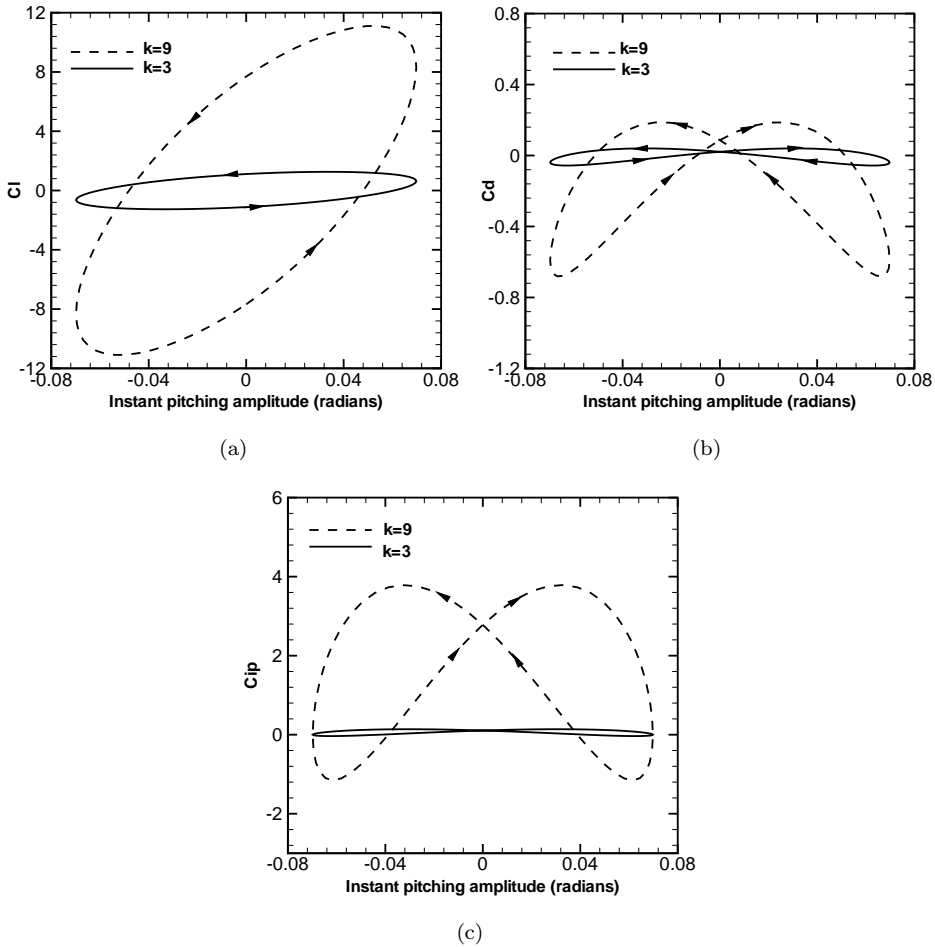 12
8
4
0
-4
-8
-12
Cl
-0.08
-0.04
0
0.04
0.08
Instant pitching amplitude (radians)
k=9
k=3
(a)
0.8
0.4
0
-0.4
-0.8
-1.2
Cd
-0.08
-0.04
0
0.04
0.08
Instant pitching amplitude (radians)
k=9
k=3
(b)
6
4
2
0
-2
Cip
-0.08
-0.04
0
0.04
0.08
Instant pitching amplitude (radians)
k=9
k=3
(c)